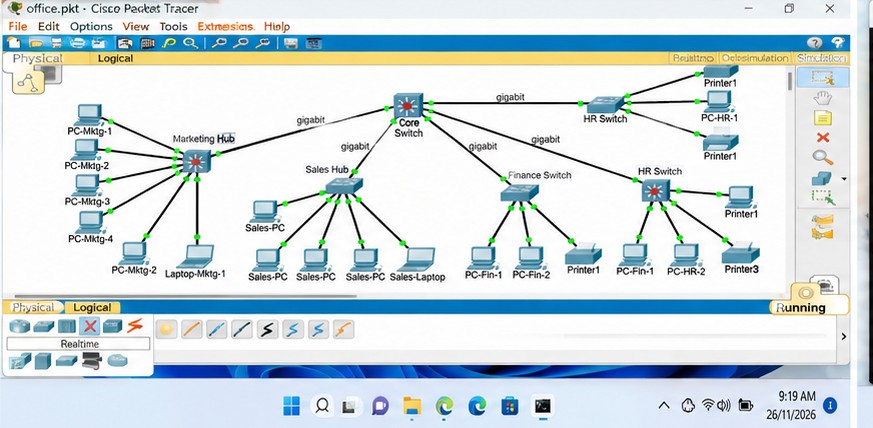 office.pkt - Cisco Packet Tracer
File Edit Options View Tools Extensions Help
Physical Logical
Simulation
Printer1
gigabit
gigabit
PC-HR-1
HR Switch
Core
Switch
PC-Mktg-1
Marketing Hub
gigabit
gigabit
gigabit
Printer1
PC-Mktg-2
Sales Hub
Finance Switch
HR Switch
PC-Mktg-3
Printer1
Sales-PC
PC-Mktg-4
PC-Mktg-2
Laptop-Mktg-1
Sales-PC
Sales-PC
Sales-PC
Sales-Laptop
PC-Fin-1
PC-Fin-2
Printer1
PC-Fin-1
PC-HR-2
Printer3
Physical Logical
Running
Realtime
9:19 AM
26/11/2026